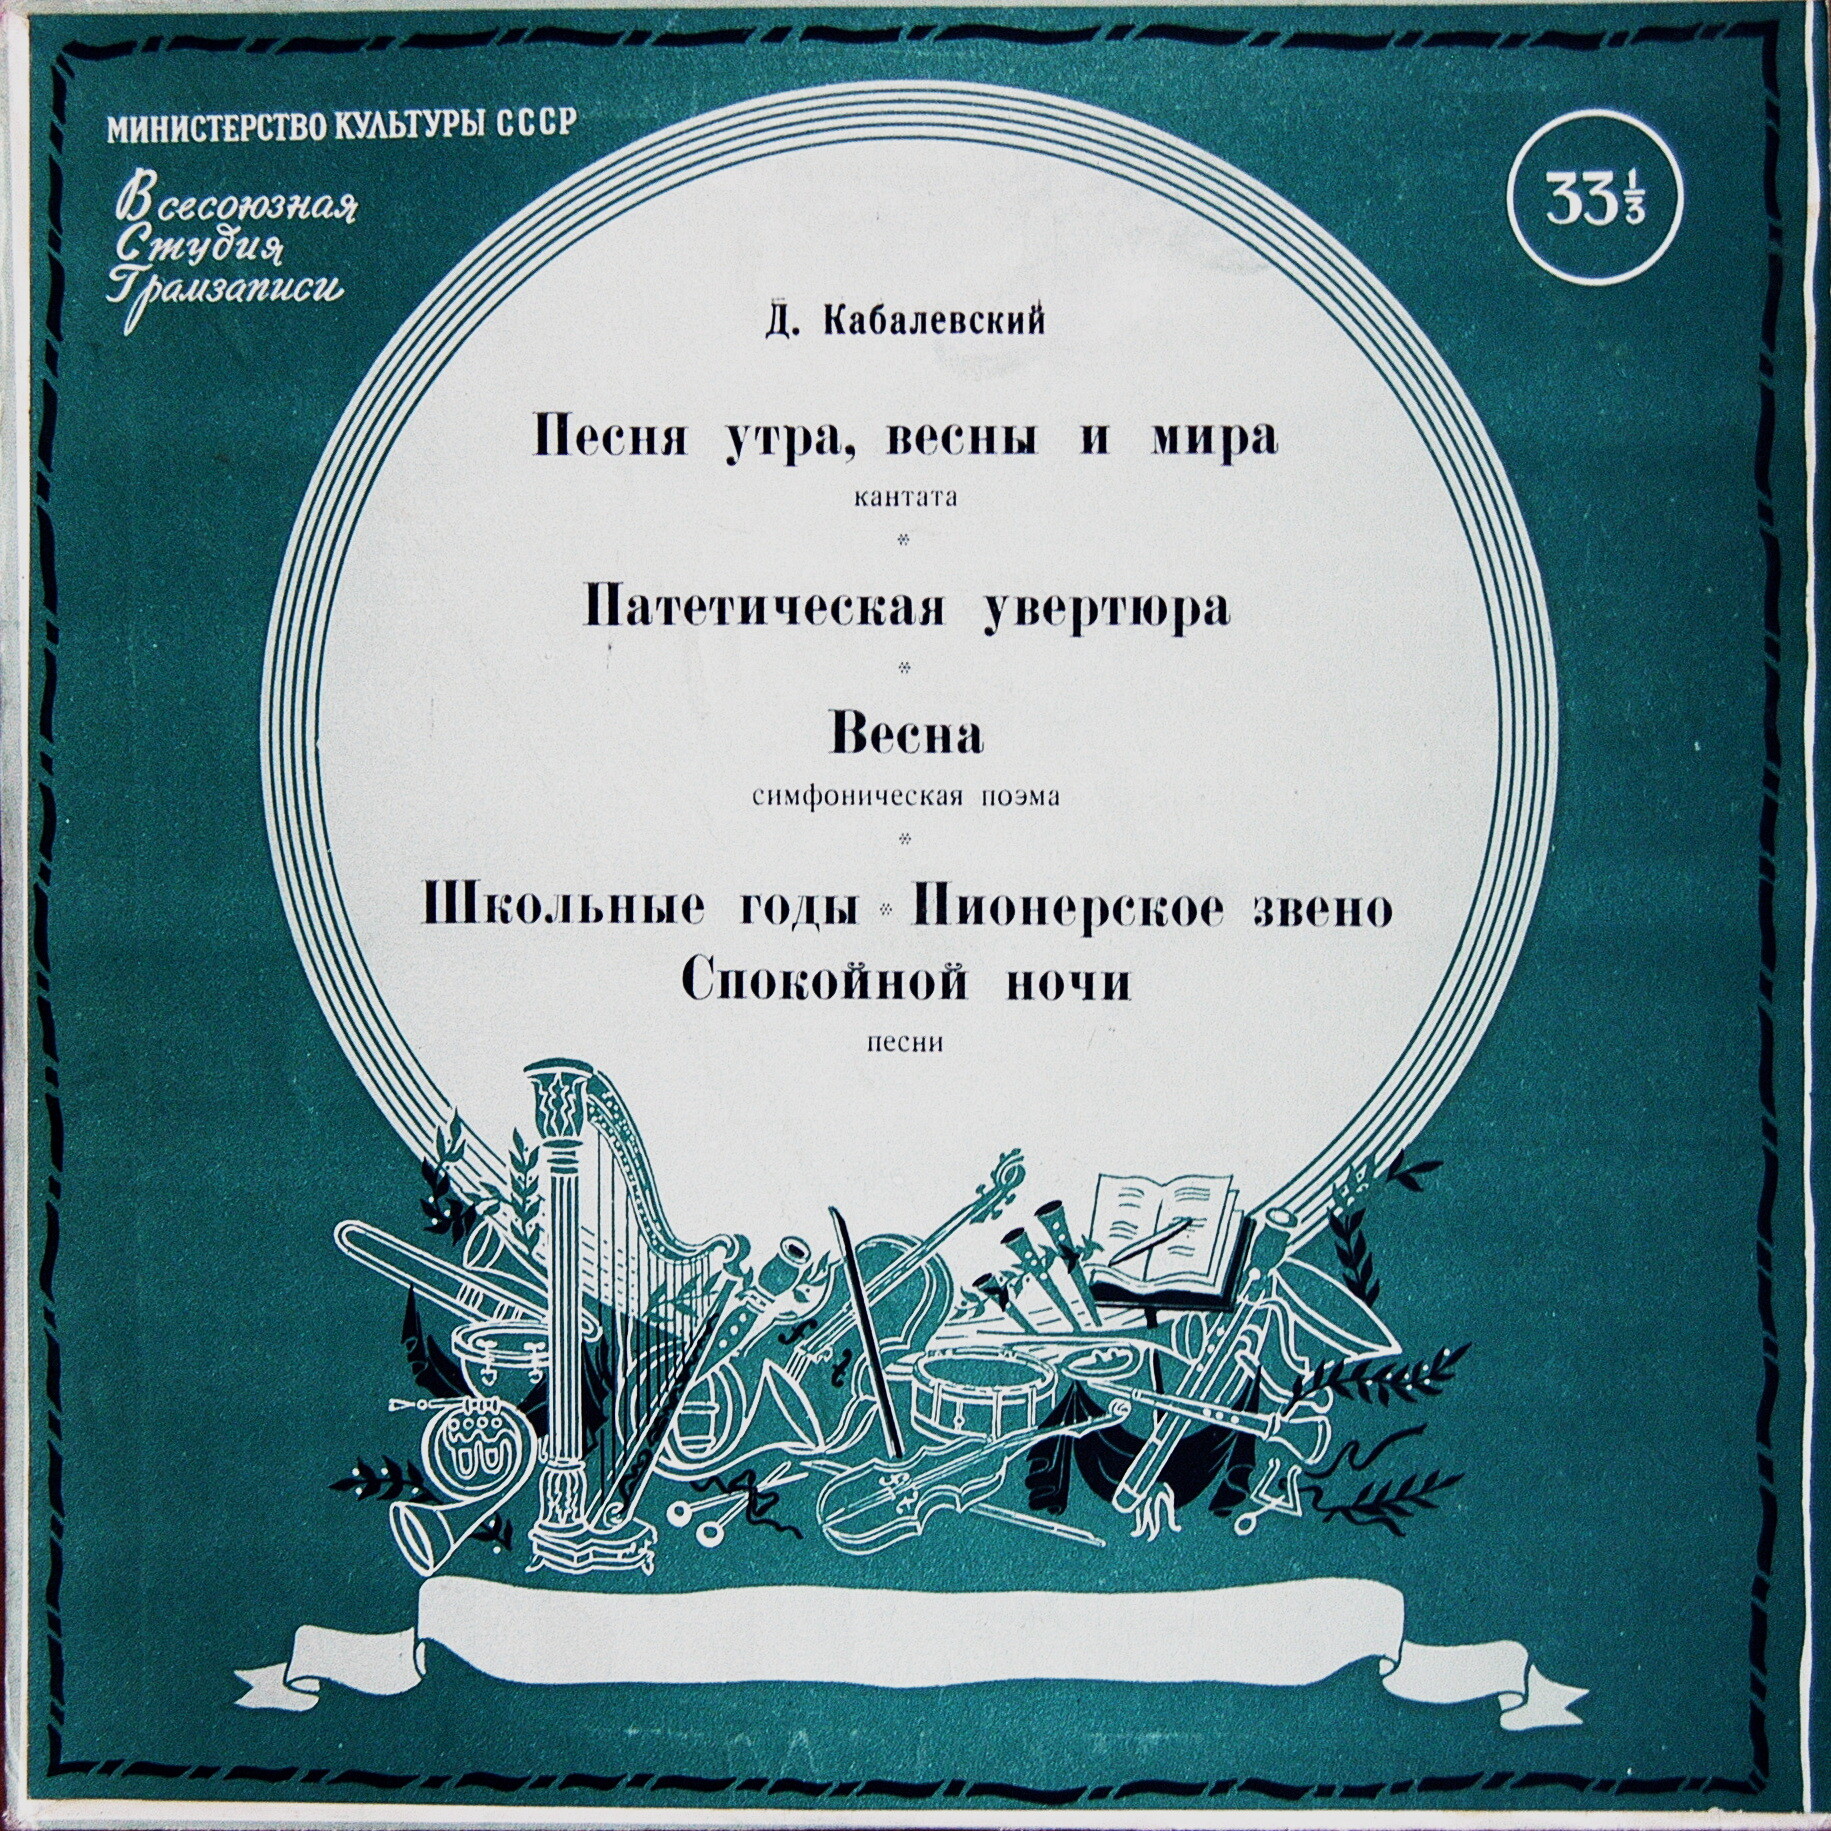 МИНИСТЕРСТВО КУЛЬТУРЫ СССР
Всесоюзная
Студия
Грамзаписи
33 1/3
Д. Кабалевский
Песня утра, весны и мира
кантата
*
Патетическая увертюра
*
Весна
симфоническая поэма
*
Школьные годы * Пионерское звено
Спокойной ночи
песни